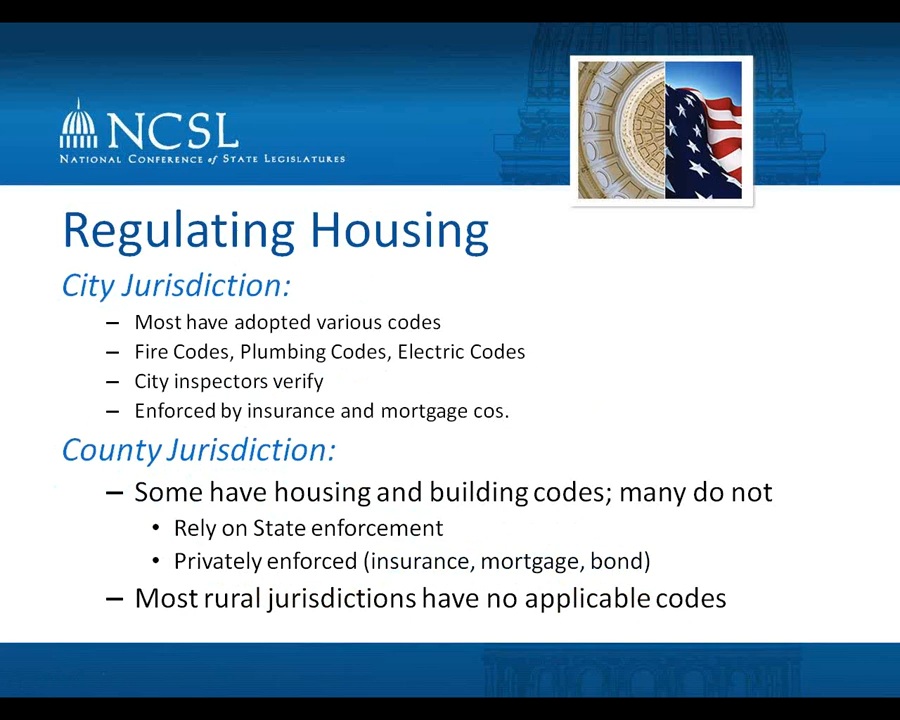 NCSL
NATIONAL CONFERENCE of STATE LEGISLATURES
Regulating Housing
City Jurisdiction:
– Most have adopted various codes
– Fire Codes, Plumbing Codes, Electric Codes
– City inspectors verify
– Enforced by insurance and mortgage cos.
County Jurisdiction:
– Some have housing and building codes; many do not
• Rely on State enforcement
• Privately enforced (insurance, mortgage, bond)
– Most rural jurisdictions have no applicable codes